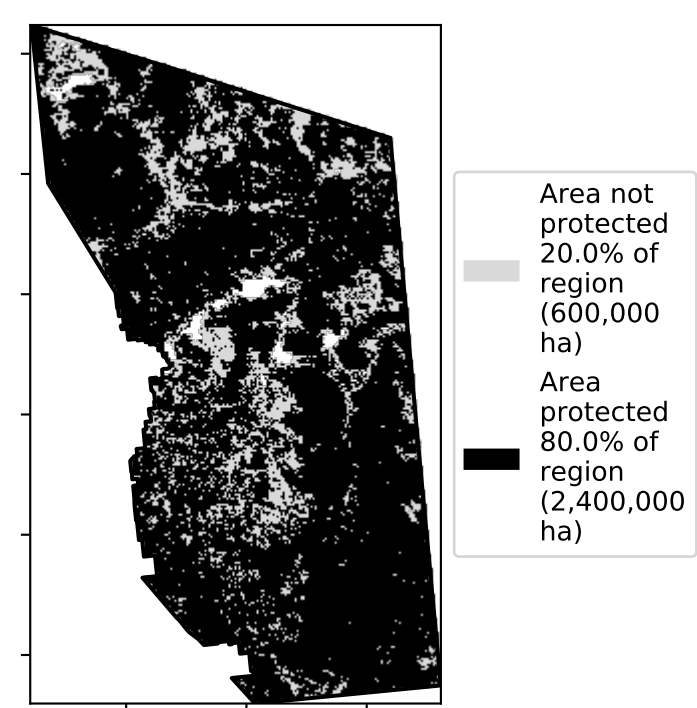 Area not
protected
20.0% of
region
(600,000
ha)
Area
protected
80.0% of
region
(2,400,000
ha)